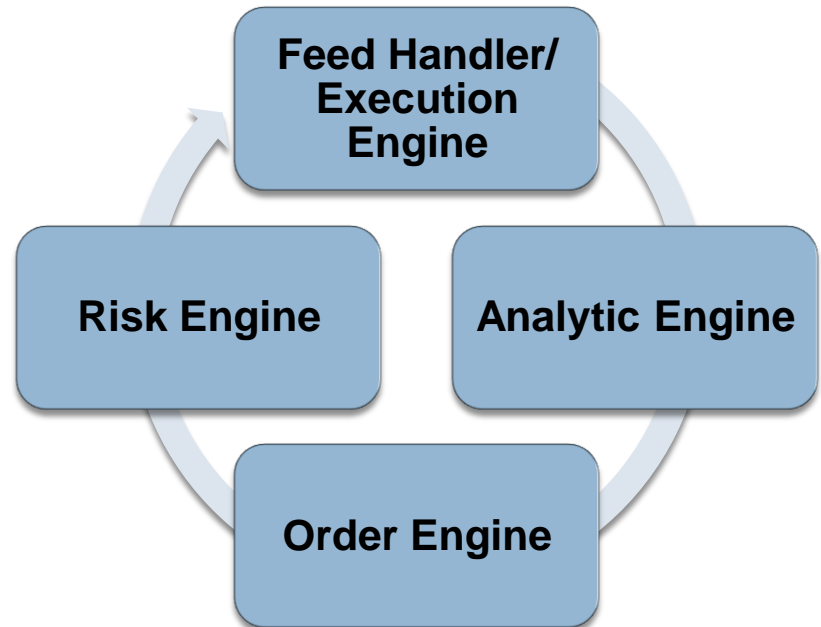 Feed Handler/
Execution
Engine
Risk Engine
Analytic Engine
Order Engine